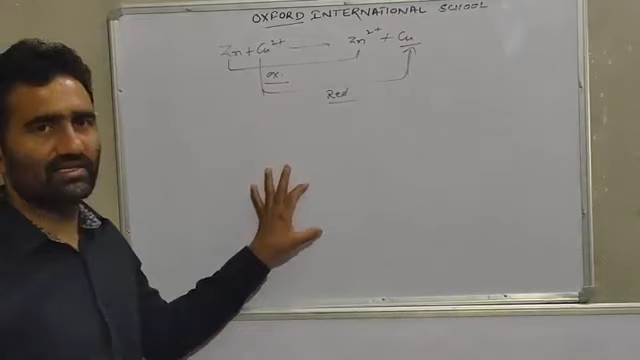 OXFORD INTERNATIONAL SCHOOL
Zn + Cu²⁺ ⟶ Zn²⁺ + Cu
ox.
Red